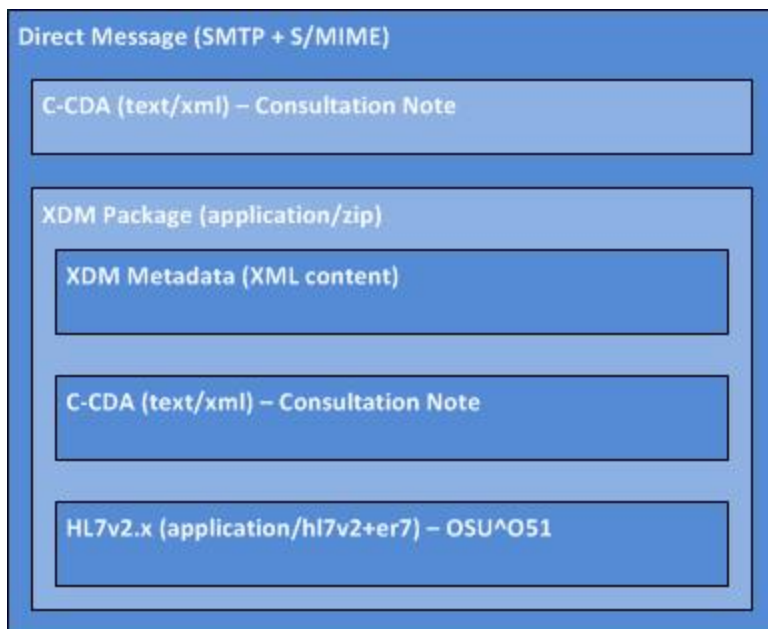 Direct Message (SMTP + S/MIME)
C-CDA (text/xml) – Consultation Note
XDM Package (application/zip)
XDM Metadata (XML content)
C-CDA (text/xml) – Consultation Note
HL7v2.x (application/hl7v2+er7) – OSU^O51